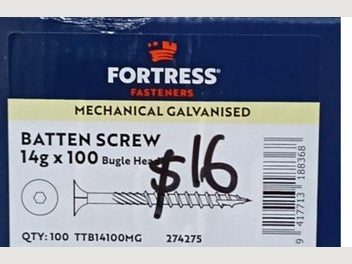 FORTRESS®
FASTENERS
MECHANICAL GALVANISED
BATTEN SCREW
14g x 100 Bugle Head
$16
QTY: 100 TTB14100MG 274275
9 417713 188368